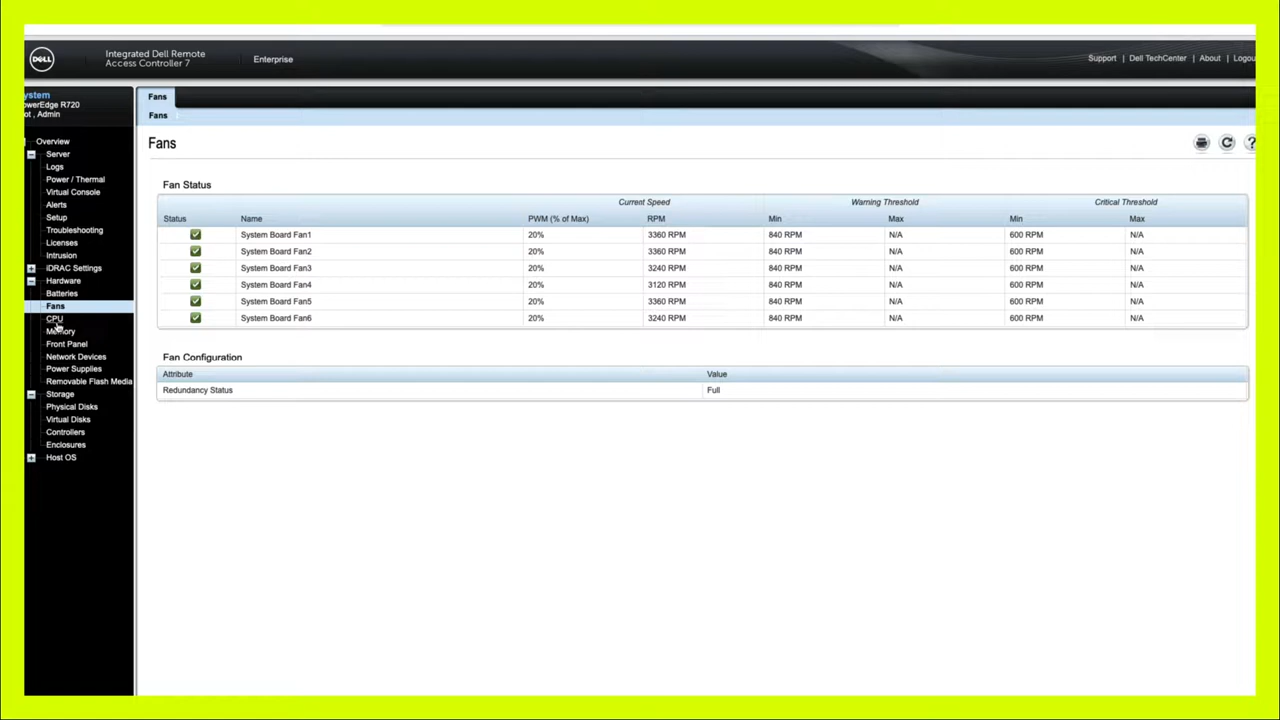 DELL
Integrated Dell Remote
Access Controller 7
Enterprise
Support | Dell TechCenter | About | Logou
ystem
owerEdge R720
ot , Admin
Overview
Server
Logs
Power / Thermal
Virtual Console
Alerts
Setup
Troubleshooting
Licenses
Intrusion
iDRAC Settings
Hardware
Batteries
Fans
CPU
Memory
Front Panel
Network Devices
Power Supplies
Removable Flash Media
Storage
Physical Disks
Virtual Disks
Controllers
Enclosures
Host OS
Fans
Fans
Fans
?
Fan Status
Current Speed Warning Threshold Critical Threshold
Status Name PWM (% of Max) RPM Min Max Min Max
System Board Fan1 20% 3360 RPM 840 RPM N/A 600 RPM N/A
System Board Fan2 20% 3360 RPM 840 RPM N/A 600 RPM N/A
System Board Fan3 20% 3240 RPM 840 RPM N/A 600 RPM N/A
System Board Fan4 20% 3120 RPM 840 RPM N/A 600 RPM N/A
System Board Fan5 20% 3360 RPM 840 RPM N/A 600 RPM N/A
System Board Fan6 20% 3240 RPM 840 RPM N/A 600 RPM N/A
Fan Configuration
Attribute Value
Redundancy Status Full